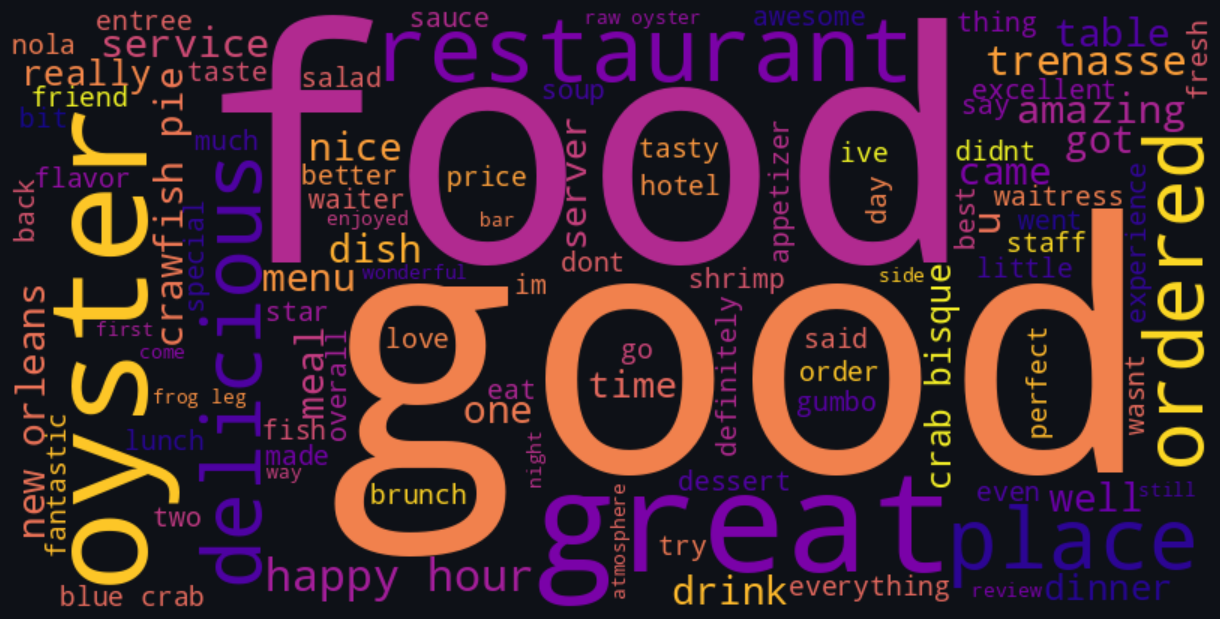 entree
sauce
raw oyster
awesome
thing
table
fresh
nola
service
food
restaurant
trenasse
really
taste
salad
friend
soup
excellent
bit
say
amazing
much
nice
tasty
ive
didnt
got
oyster
crawfish pie
delicious
flavor
better
price
hotel
day
came
server
appetizer
waiter
waitress
back
special
enjoyed
bar
best
u
went
experience
ordered
dish
dont
staff
menu
wonderful
im
shrimp
side
little
new orleans
star
good
first
come
meal
overall
love
go
said
definitely
crab bisque
perfect
wasnt
time
order
frog leg
eat
one
gumbo
fantastic
lunch
fish
made
way
night
brunch
dessert
great
even
well
still
two
atmosphere
try
place
happy hour
blue crab
drink
everything
review
dinner